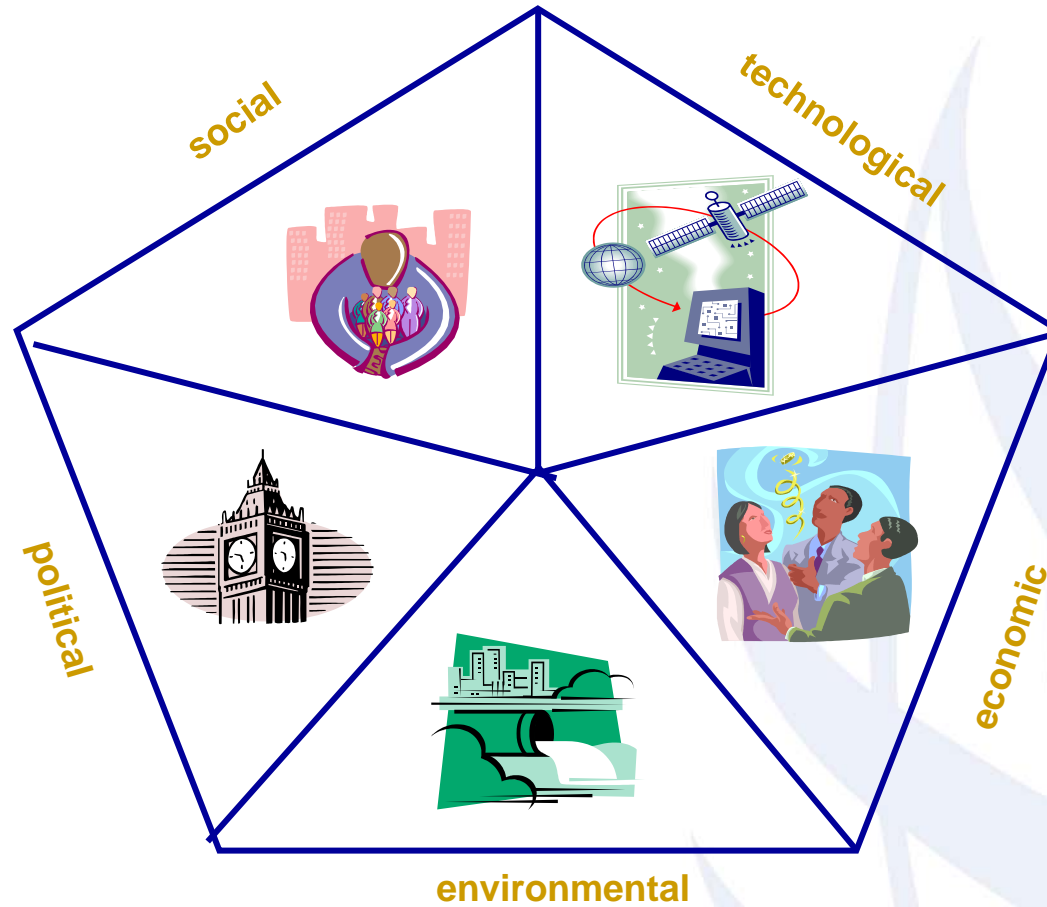 social
technological
political
economic
environmental